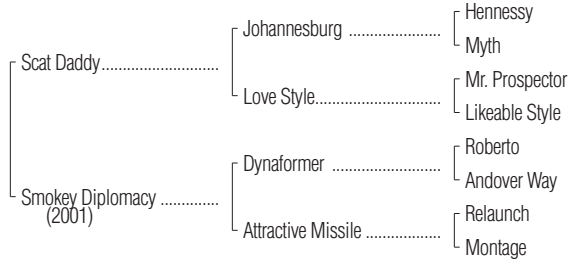 Hennessy
Johannesburg ....................
Myth
Scat Daddy.........................
Mr. Prospector
Love Style...........................
Likeable Style
Roberto
Dynaformer .......................
Andover Way
Smokey Diplomacy .............
(2001)
Relaunch
Attractive Missile ................
Montage